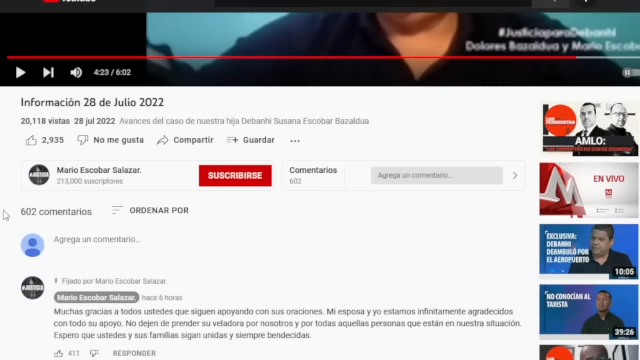 #JusticiaparaDebanhi
Dolores Bazaldua y Mario Escoba
4:23 / 6:02
Información 28 de Julio 2022
20,118 vistas 28 jul 2022 Avances del caso de nuestra hija Debanhi Susana Escobar Bazaldua
2,935 No me gusta Compartir Guardar
Mario Escobar Salazar.
213,000 suscriptores
SUSCRIBIRSE
Comentarios
602
Agrega un comentario...
602 comentarios ORDENAR POR
Agrega un comentario...
Fijado por Mario Escobar Salazar.
Mario Escobar Salazar. hace 6 horas
Muchas gracias a todos ustedes que siguen apoyando con sus oraciones. Mi esposa y yo estamos infinitamente agradecidos
con todo su apoyo. No dejen de prender su veladora por nosotros y por todas aquellas personas que están en nuestra situación.
Espero que ustedes y sus familias sigan unidas y siempre bendecidas.
411 RESPONDER
#JUSTICIA
#JUSTICIA
AMLO:
EN VIVO
EXCLUSIVA:
DEBANHI
DEAMBULÓ POR
EL AEROPUERTO
10:05
NO CONOCÍAN AL
TAXISTA
39:26